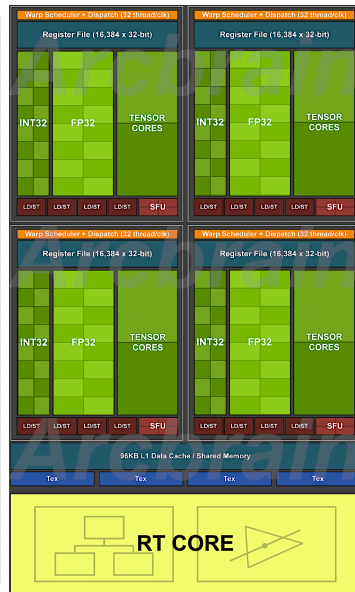 Warp Scheduler + Dispatch (32 thread/clk)
Warp Scheduler + Dispatch (32 thread/clk)
Register File (16,384 x 32-bit)
Register File (16,384 x 32-bit)
INT32
FP32
TENSOR
CORES
INT32
FP32
TENSOR
CORES
LD/ST LD/ST LD/ST LD/ST SFU
LD/ST LD/ST LD/ST LD/ST SFU
Warp Scheduler + Dispatch (32 thread/clk)
Warp Scheduler + Dispatch (32 thread/clk)
Register File (16,384 x 32-bit)
Register File (16,384 x 32-bit)
INT32
FP32
TENSOR
CORES
INT32
FP32
TENSOR
CORES
LD/ST LD/ST LD/ST LD/ST SFU
LD/ST LD/ST LD/ST LD/ST SFU
96KB L1 Data Cache / Shared Memory
Tex Tex Tex Tex
RT CORE
Arcbrain
Arcbrain
Arcbrain